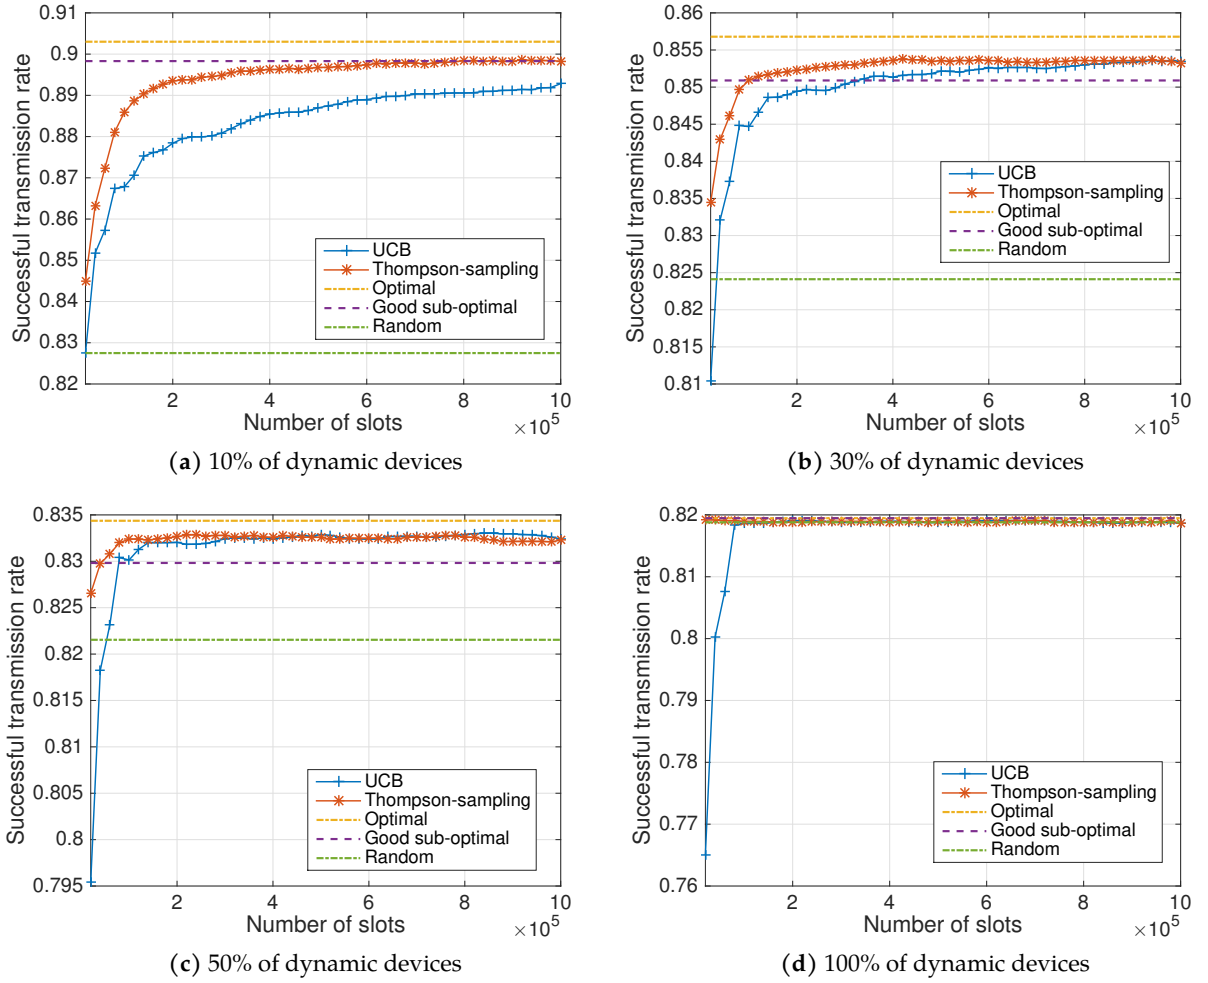 0.91
0.9
0.89
0.88
0.87
0.86
0.85
0.84
0.83
0.82
Successful transmission rate
UCB
Thompson-sampling
Optimal
Good sub-optimal
Random
2 4 6 8 10
Number of slots
×10^5
(a) 10% of dynamic devices
0.86
0.855
0.85
0.845
0.84
0.835
0.83
0.825
0.82
0.815
0.81
Successful transmission rate
UCB
Thompson-sampling
Optimal
Good sub-optimal
Random
2 4 6 8 10
Number of slots
×10^5
(b) 30% of dynamic devices
0.835
0.83
0.825
0.82
0.815
0.81
0.805
0.8
0.795
Successful transmission rate
UCB
Thompson-sampling
Optimal
Good sub-optimal
Random
2 4 6 8 10
Number of slots
×10^5
(c) 50% of dynamic devices
0.82
0.81
0.8
0.79
0.78
0.77
0.76
Successful transmission rate
UCB
Thompson-sampling
Optimal
Good sub-optimal
Random
2 4 6 8 10
Number of slots
×10^5
(d) 100% of dynamic devices